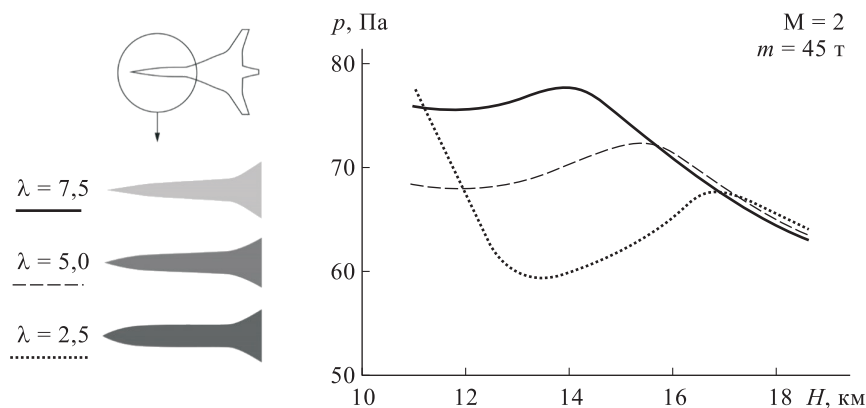 λ = 7,5
λ = 5,0
λ = 2,5
p, Па
M = 2
m = 45 т
80
70
60
50
10
12
14
16
18
H, км